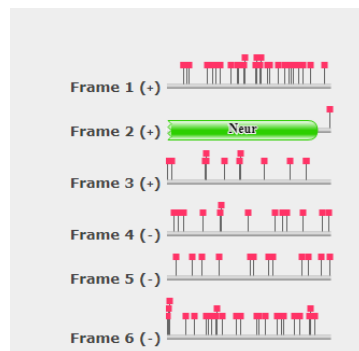 Frame 1 (+)
Frame 2 (+) Neur
Frame 3 (+)
Frame 4 (-)
Frame 5 (-)
Frame 6 (-)